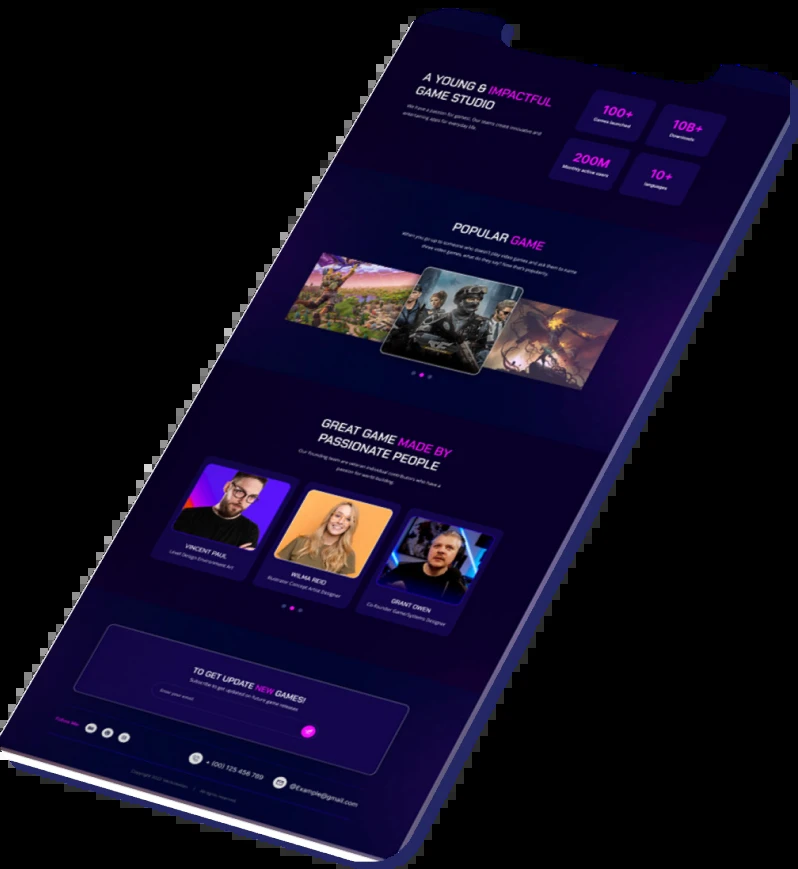 A YOUNG & IMPACTFUL
GAME STUDIO
We have a passion for games!. Our teams create innovative and
entertaining apps for everyday life.
100+
Games launched
10B+
Downloads
200M
Monthly active users
10+
languages
POPULAR GAME
When you go up to someone who doesn't play video games and ask them to name
three video games, what do they say? Now that's popularity.
GREAT GAME MADE BY
PASSIONATE PEOPLE
Our founding team are veteran individual contributors who have a
passion for world building.
VINCENT PAUL
Lead Design Environment Art
WILMA REID
Illustrator Concept Artist Designer
GRANT OWEN
Co-founder Game/Systems Designer
TO GET UPDATE NEW GAMES!
Subscribe to get updated on future game releases
Enter your email
Follow Me:
+ (00) 125 456 789
@Example@gmail.com
Copyright
All rights reserved